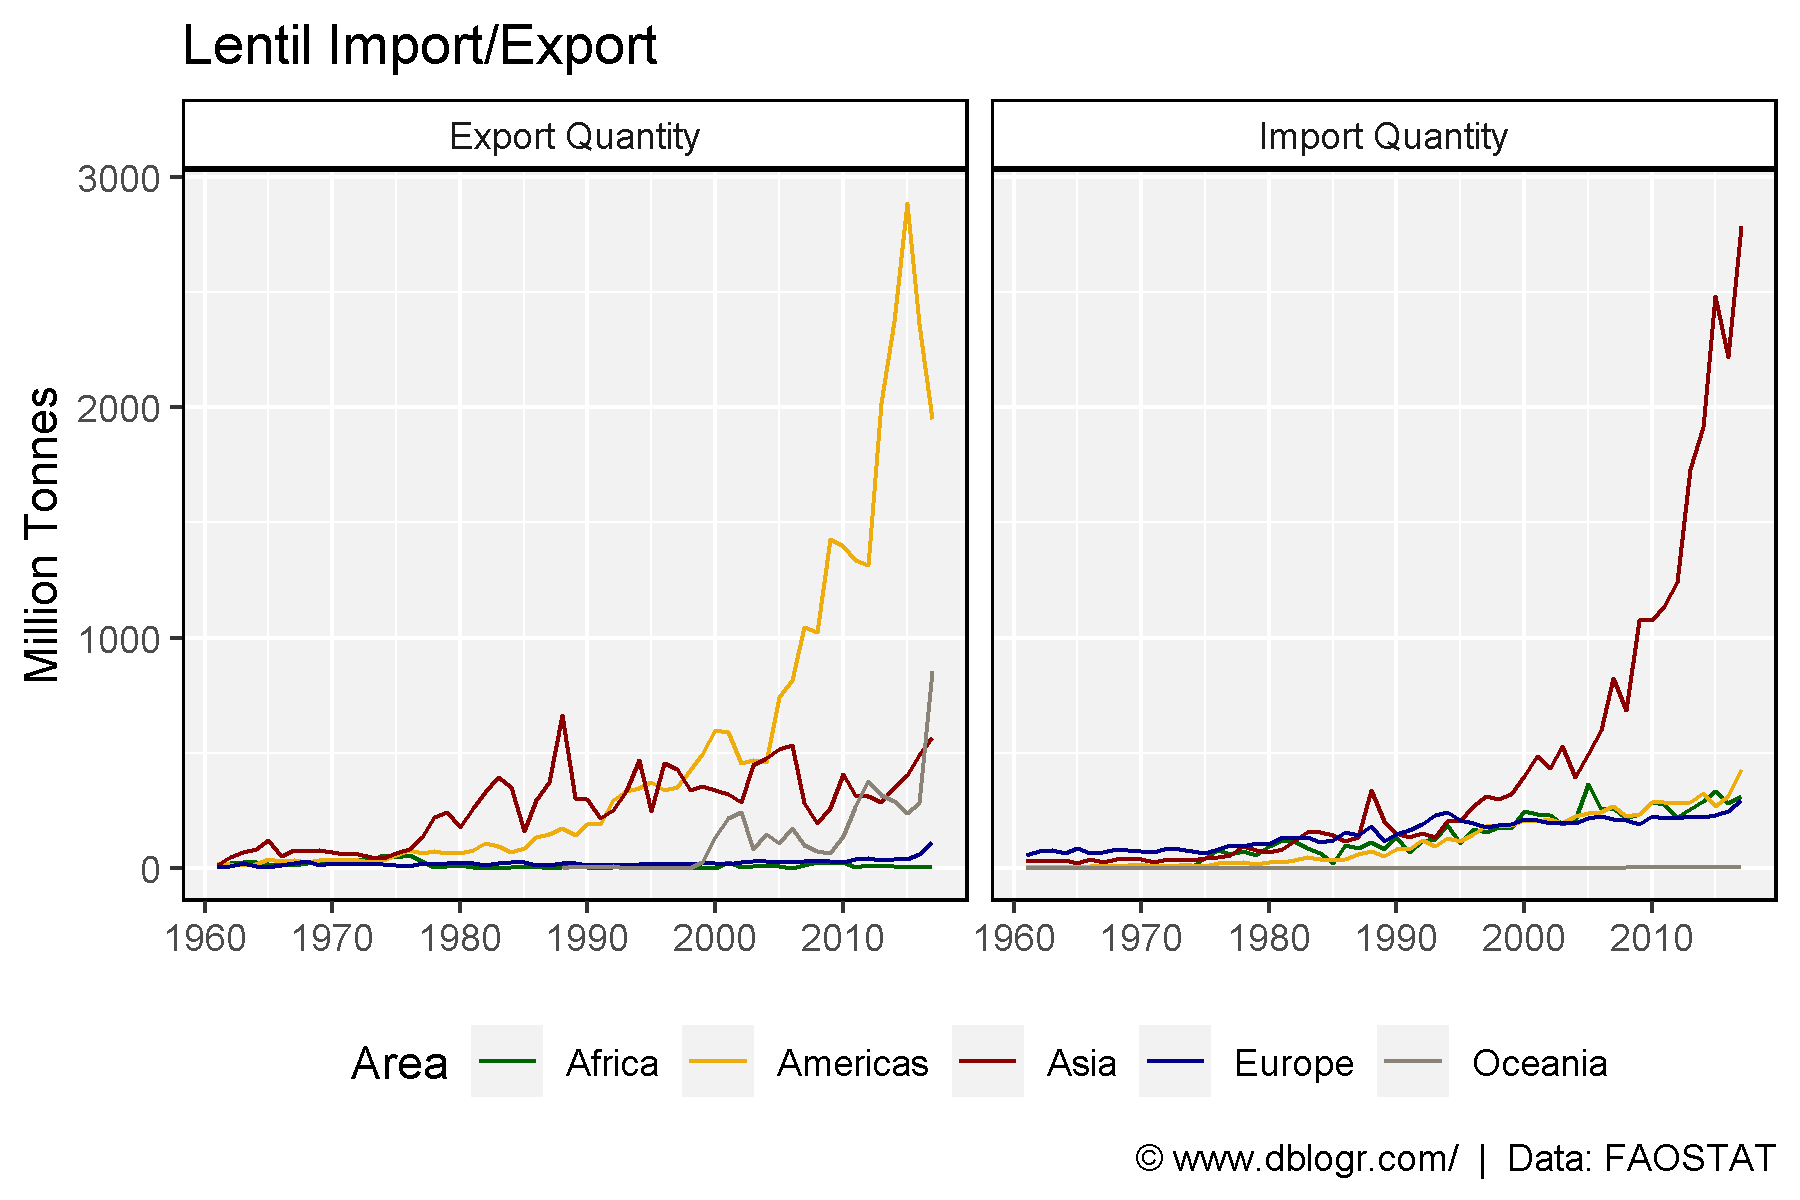 Lentil Import/Export
Export Quantity
Import Quantity
Million Tonnes
3000
2000
1000
0
1960 1970 1980 1990 2000 2010
1960 1970 1980 1990 2000 2010
Area Africa Americas Asia Europe Oceania
© www.dblogr.com/ | Data: FAOSTAT